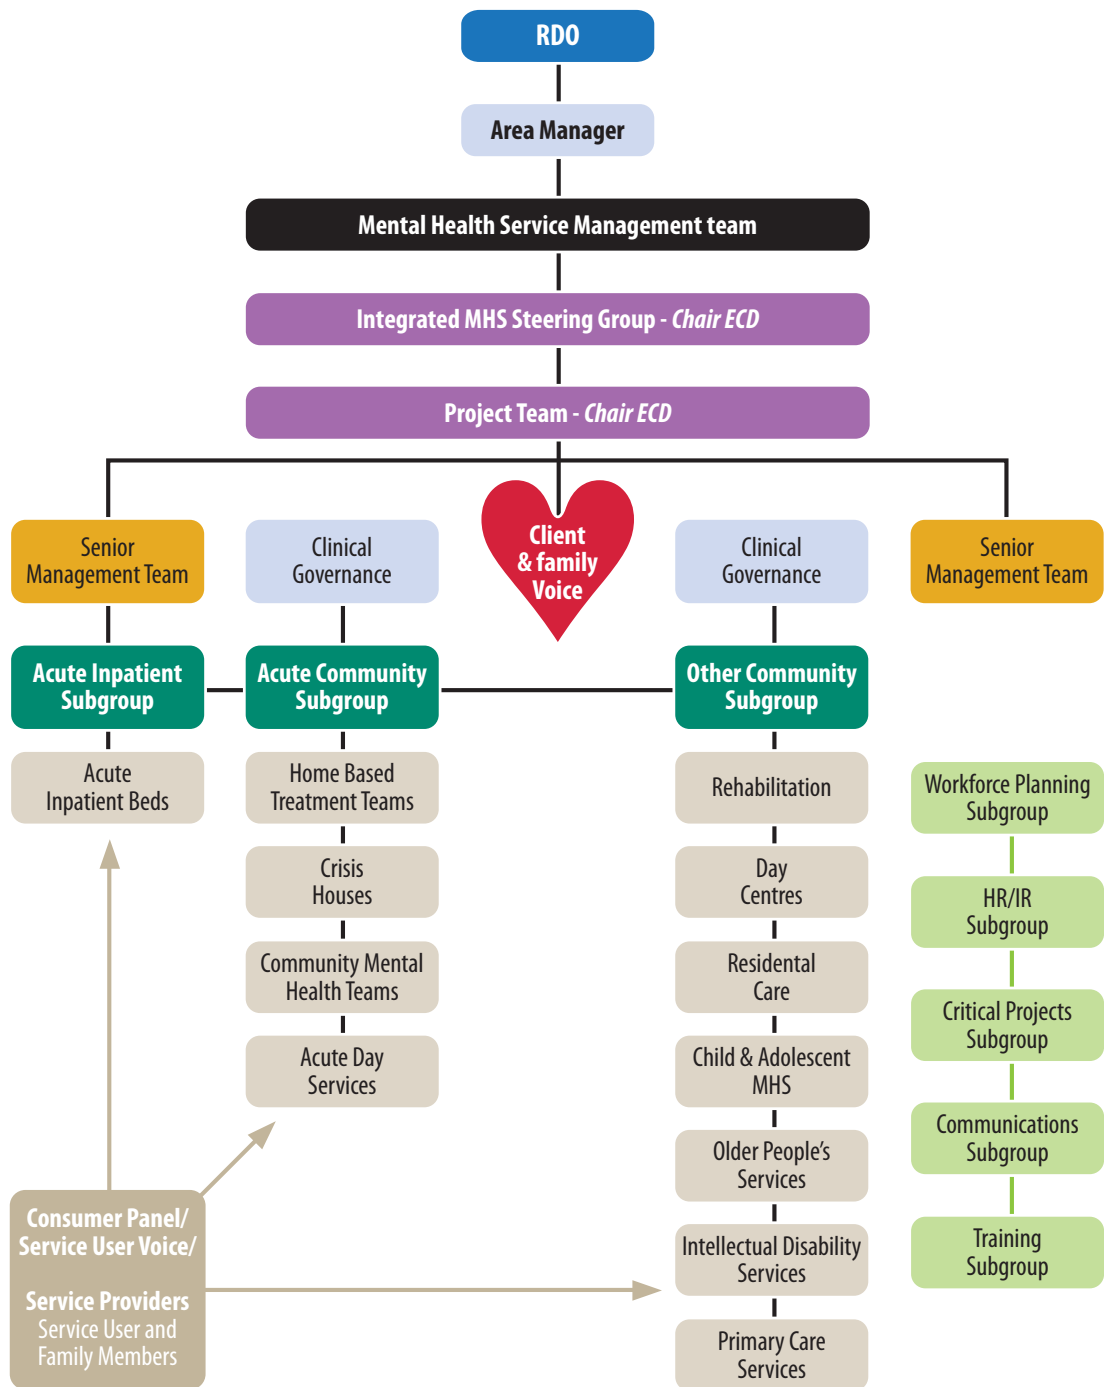 RDO
Area Manager
Mental Health Service Management team
Integrated MHS Steering Group - Chair ECD
Project Team - Chair ECD
Senior
Management Team
Clinical
Governance
Client
& family
Voice
Clinical
Governance
Senior
Management Team
Acute Inpatient
Subgroup
Acute Community
Subgroup
Other Community
Subgroup
Acute
Inpatient Beds
Home Based
Treatment Teams
Crisis
Houses
Community Mental
Health Teams
Acute Day
Services
Rehabilitation
Day
Centres
Residental
Care
Child & Adolescent
MHS
Older People's
Services
Intellectual Disability
Services
Primary Care
Services
Workforce Planning
Subgroup
HR/IR
Subgroup
Critical Projects
Subgroup
Communications
Subgroup
Training
Subgroup
Consumer Panel/
Service User Voice/
Service Providers
Service User and
Family Members